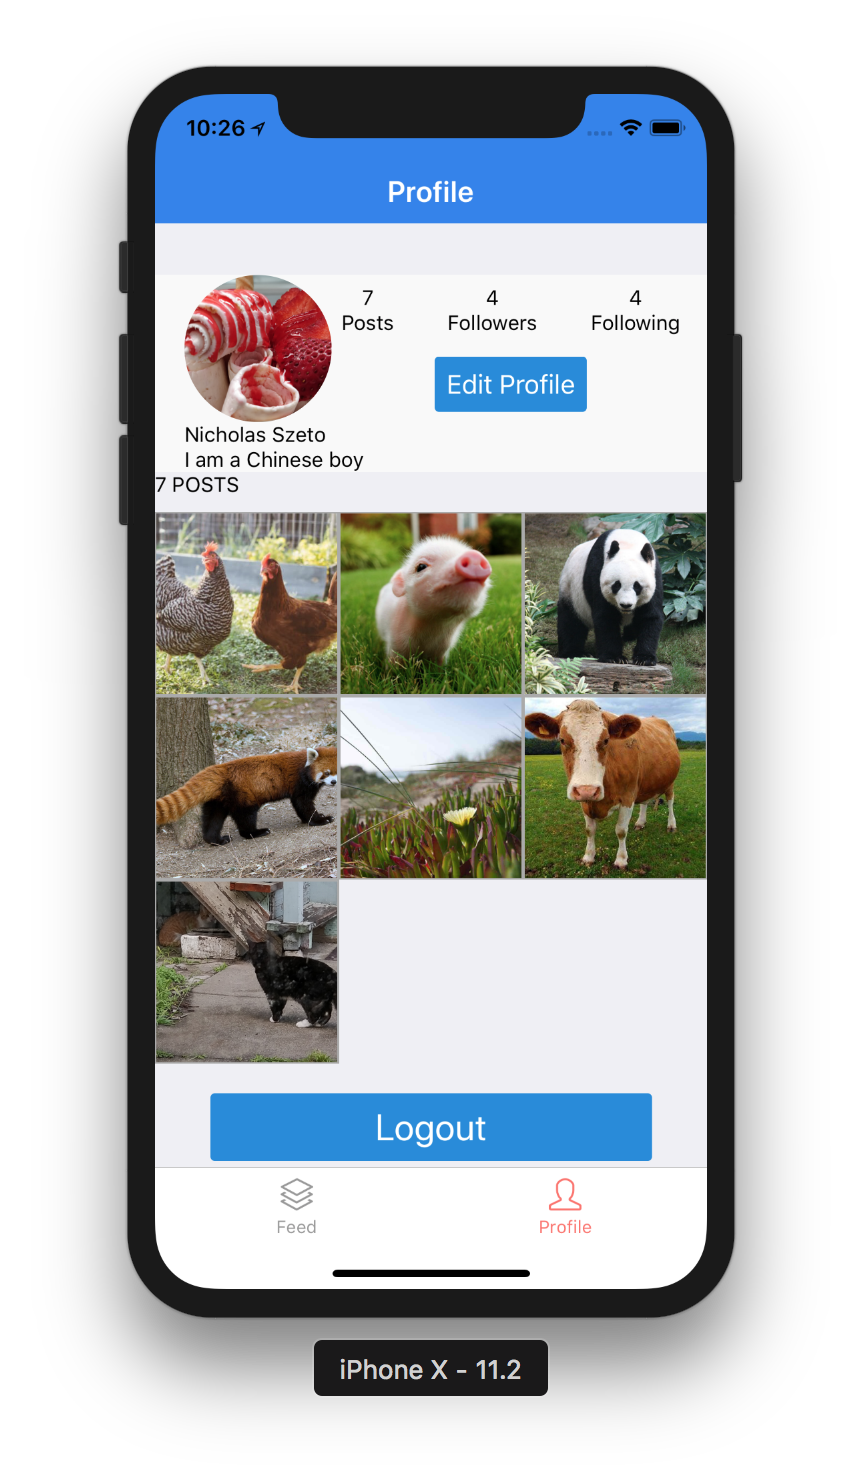 10:26
Profile
7
Posts
4
Followers
4
Following
Edit Profile
Nicholas Szeto
I am a Chinese boy
7 POSTS
Logout
Feed
Profile
iPhone X - 11.2